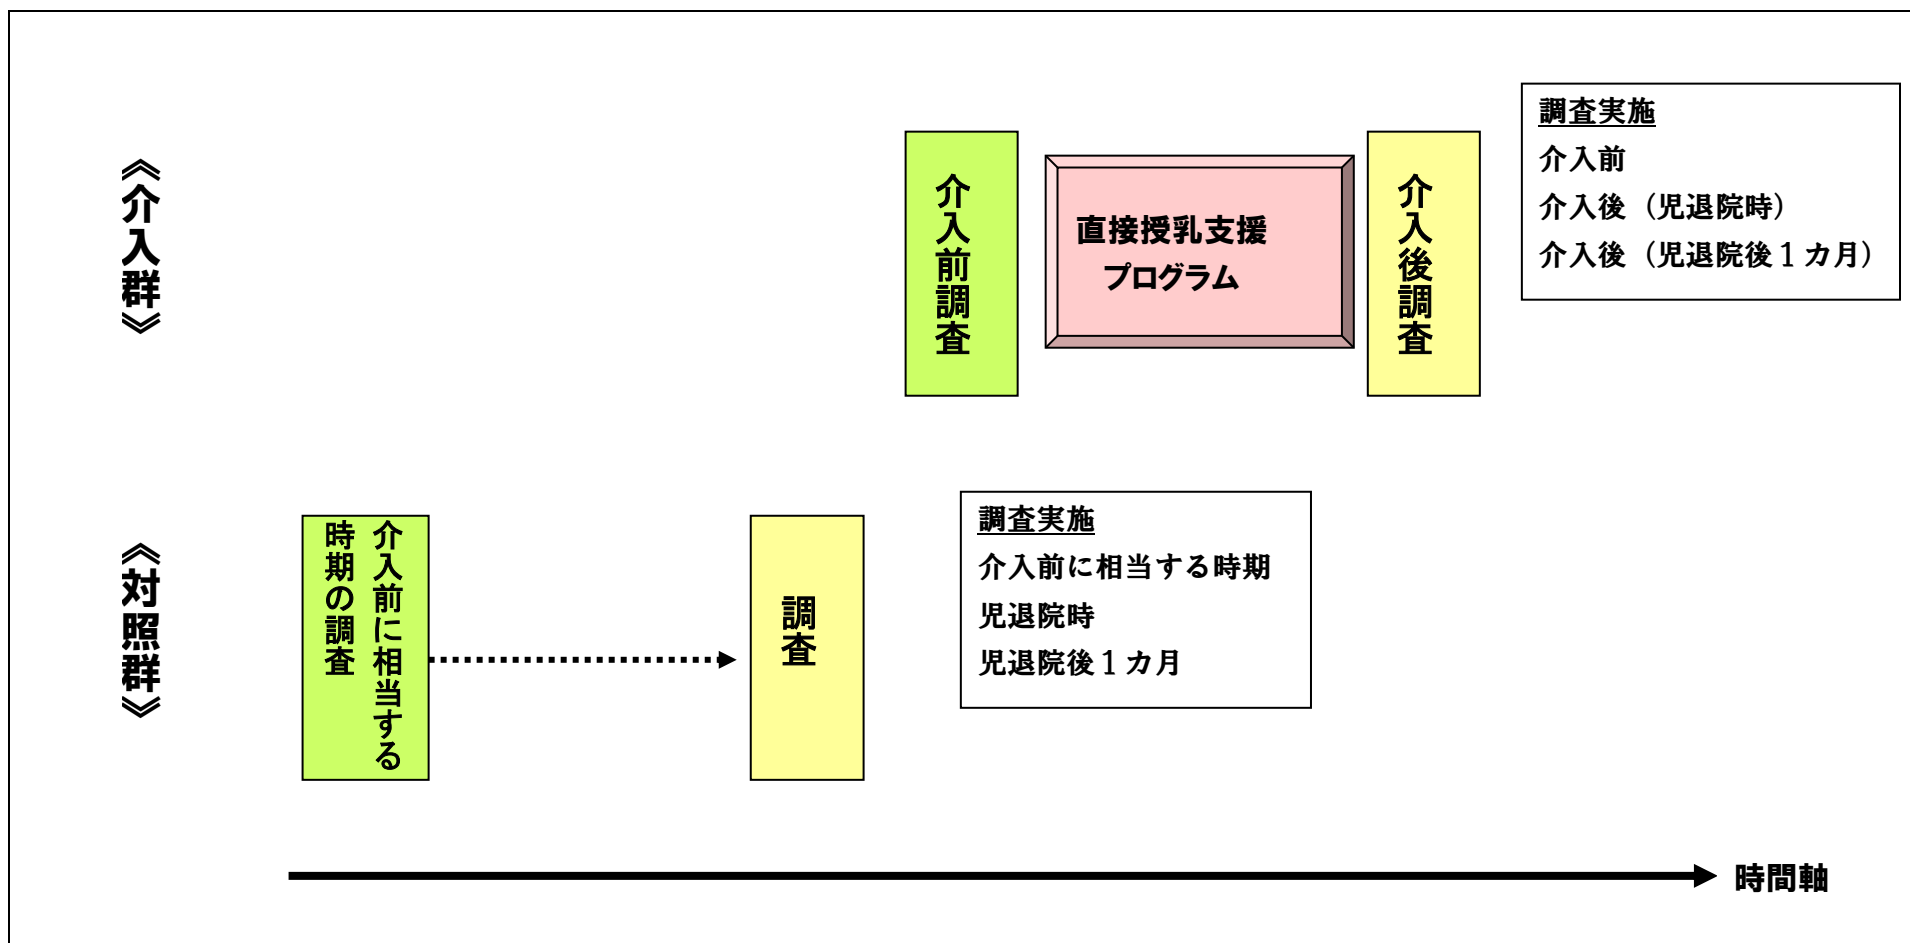 《介入群》
介入前調査
直接授乳支援
プログラム
介入後調査
調査実施
介入前
介入後（児退院時）
介入後（児退院後１カ月）
《対照群》
介入前に相当する
時期の調査
調査
調査実施
介入前に相当する時期
児退院時
児退院後１カ月
時間軸